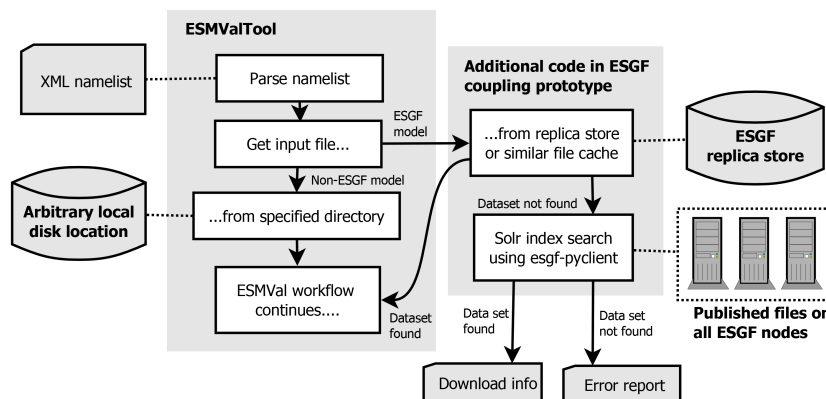 ESMValTool
XML namelist
Parse namelist
Additional code in ESGF
coupling prototype
ESGF
model
Get input file...
...from replica store
or similar file cache
ESGF
replica store
Non-ESGF model
Arbitrary local
disk location
...from specified directory
Dataset not found
Solr index search
using esgf-pyclient
ESMVal workflow
continues....
Dataset
found
Data set
found
Data set
not found
Published files on
all ESGF nodes
Download info
Error report